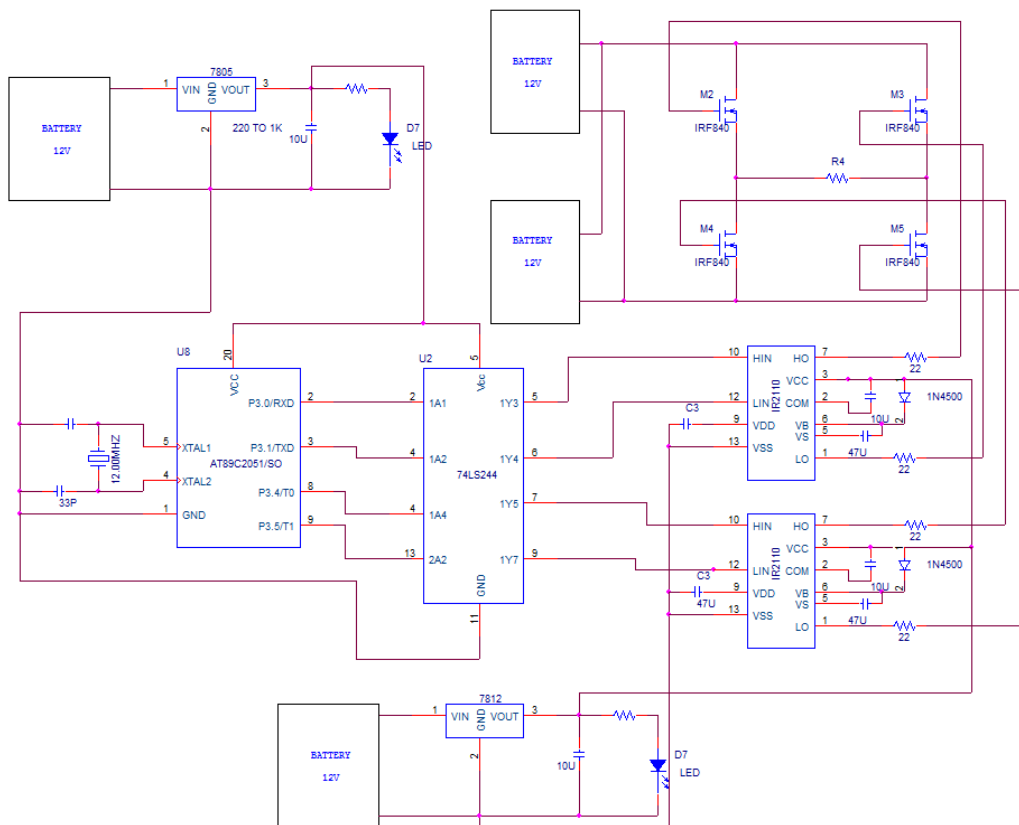 BATTERY
12V
7805
1
VIN
GND
VOUT
3
2
220 TO 1K
10U
D7
LED
BATTERY
12V
BATTERY
12V
M2
IRF840
M3
IRF840
R4
M4
IRF840
M5
IRF840
U8
20
VCC
P3.0/RXD
2
P3.1/TXD
3
5
XTAL1
AT89C2051/SO
4
XTAL2
P3.4/T0
8
1
GND
P3.5/T1
9
12.00MHZ
33P
U2
5
Vcc
2
1A1
1Y3
5
4
1A2
1Y4
6
74LS244
4
1A4
1Y5
7
13
2A2
1Y7
9
GND
11
10
HIN
HO
7
22
VCC
3
12
LIN
COM
2
C3
9
VDD
VB
6
VS
5
13
VSS
LO
1
22
IR2110
10U
1
2
1N4500
47U
10
HIN
HO
7
22
VCC
3
12
LIN
COM
2
C3
47U
9
VDD
VB
6
VS
5
13
VSS
LO
1
22
IR2110
10U
1
2
1N4500
47U
BATTERY
12V
7812
1
VIN
GND
VOUT
3
2
10U
D7
LED